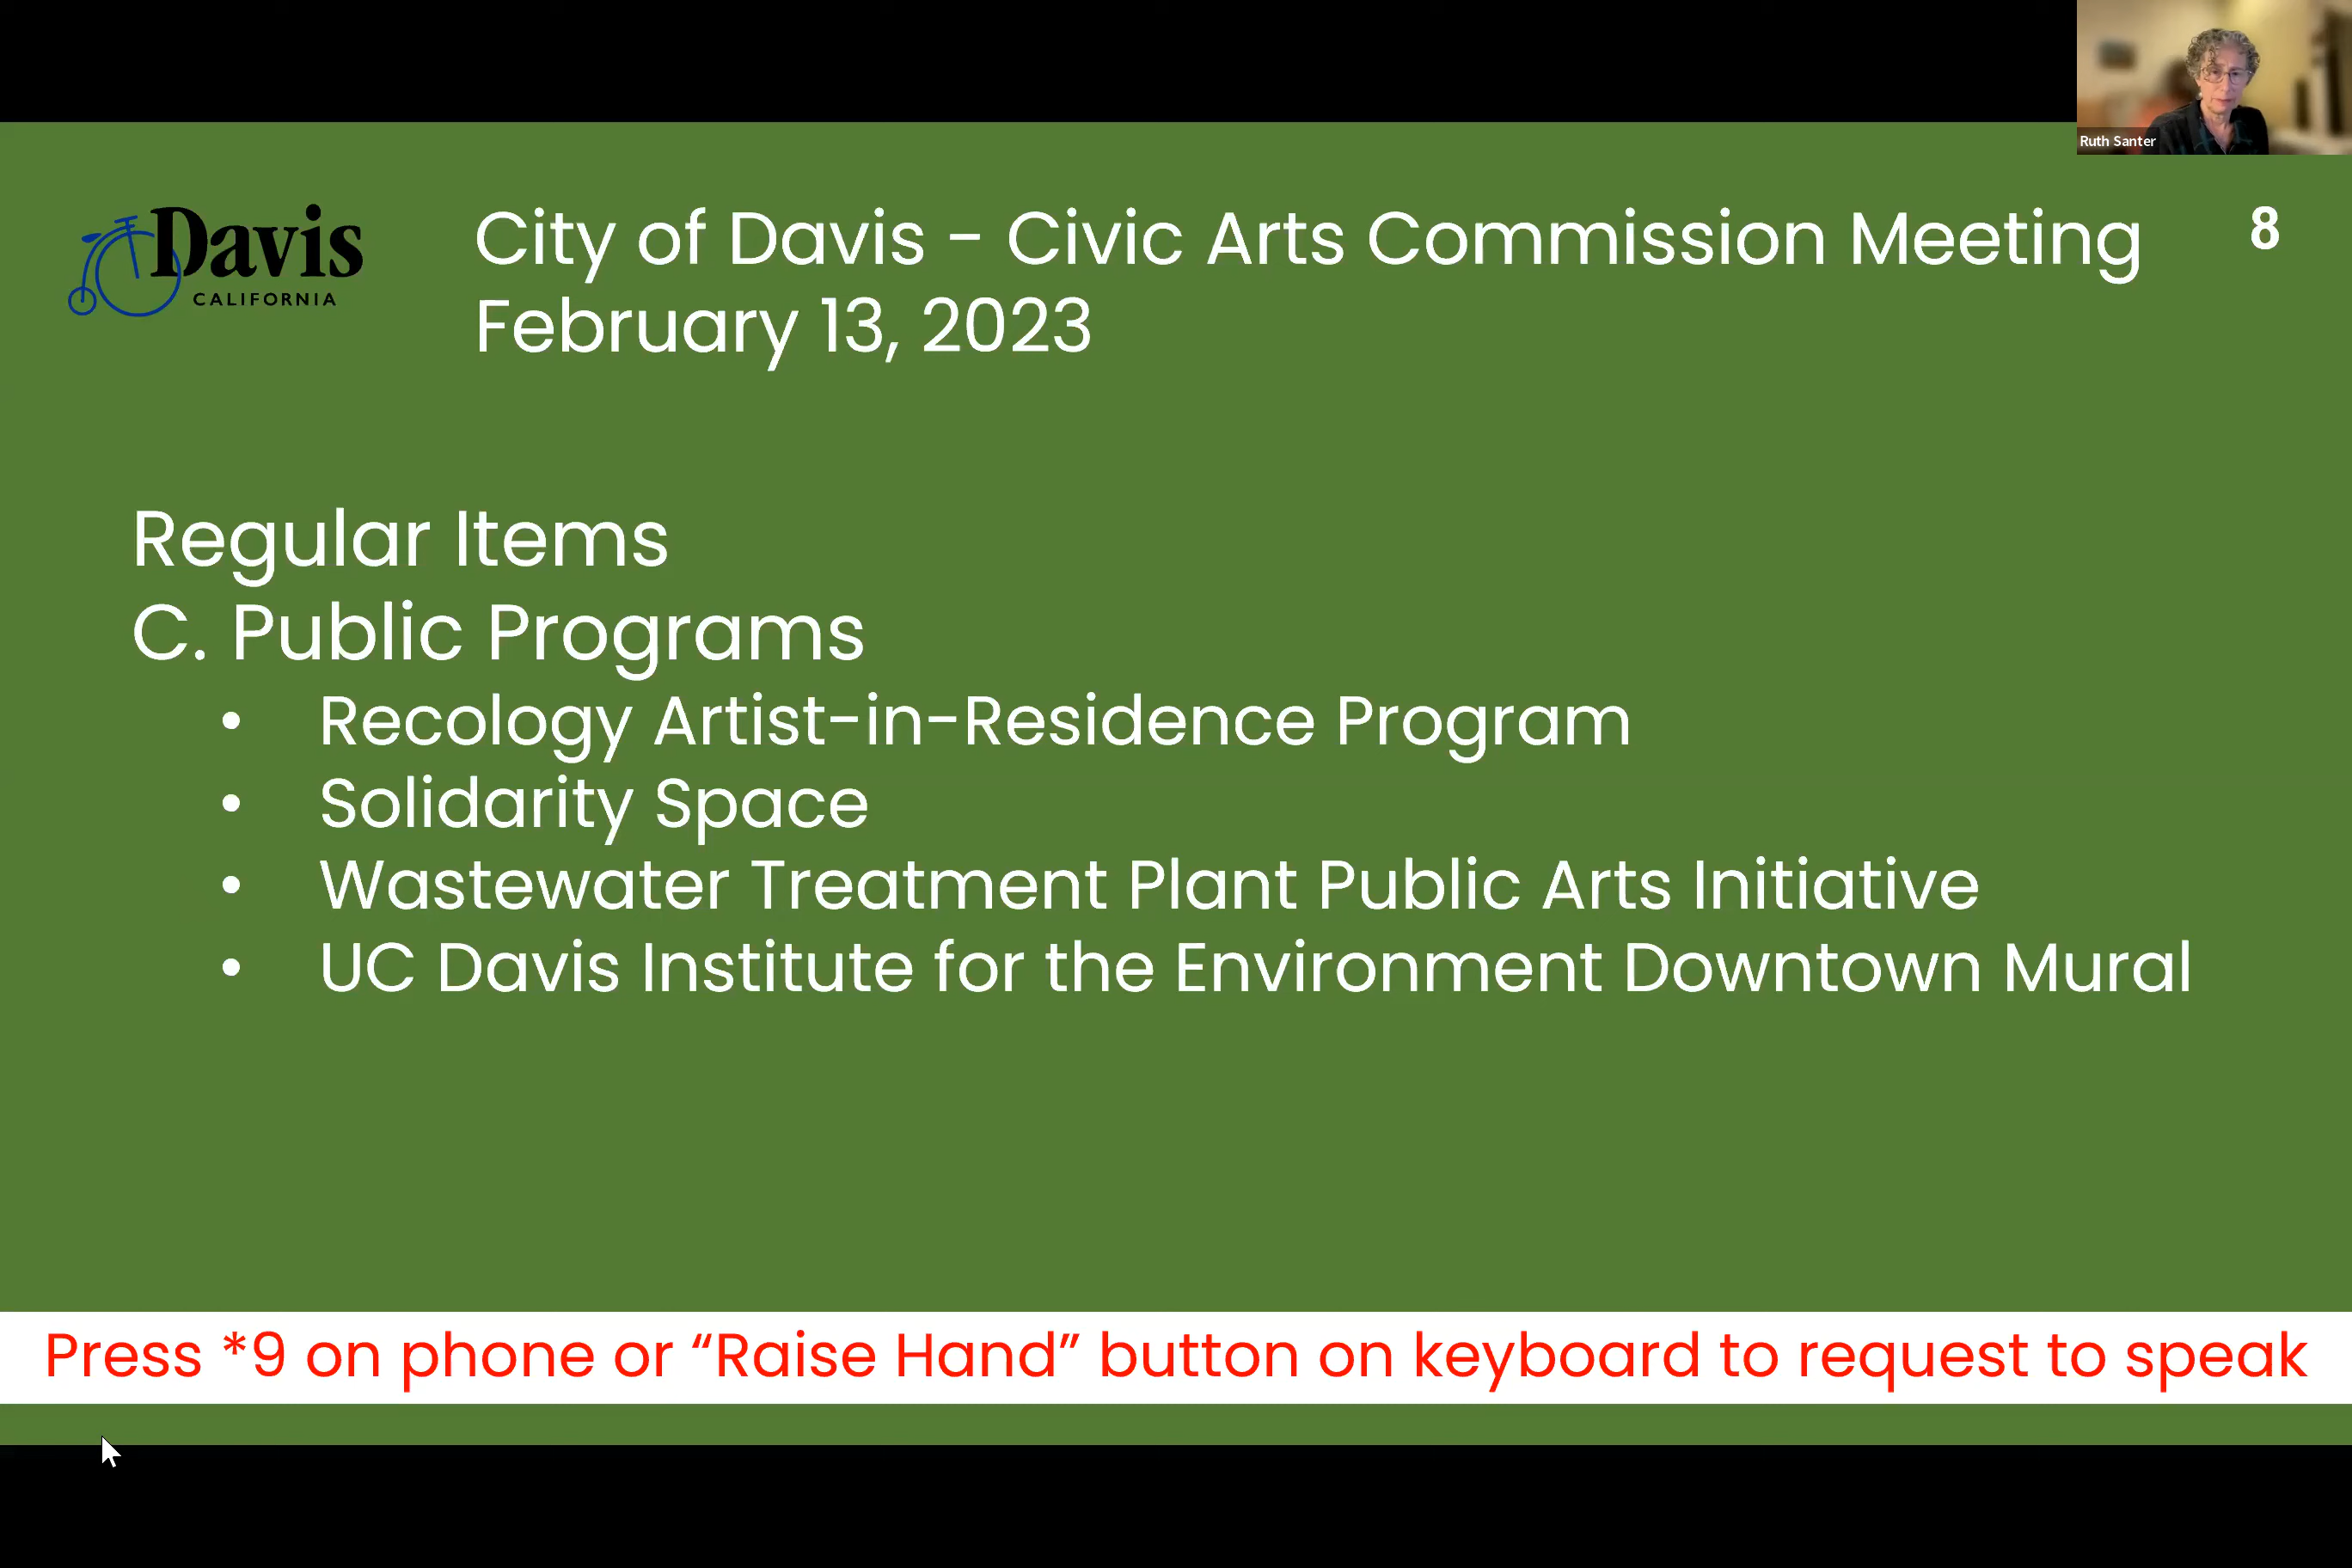 Ruth Santer
Davis
CALIFORNIA
City of Davis - Civic Arts Commission Meeting
February 13, 2023
8
Regular Items
C. Public Programs
• Recology Artist-in-Residence Program
• Solidarity Space
• Wastewater Treatment Plant Public Arts Initiative
• UC Davis Institute for the Environment Downtown Mural
Press *9 on phone or “Raise Hand” button on keyboard to request to speak